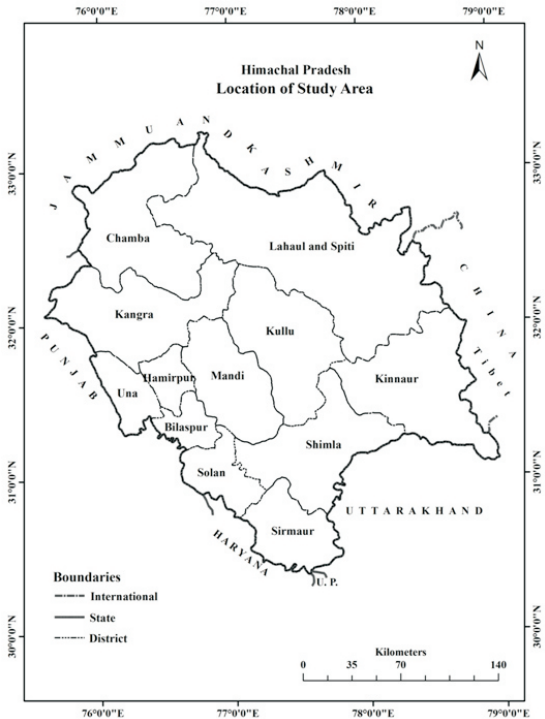 76°0'0"E 77°0'0"E 78°0'0"E 79°0'0"E
N
Himachal Pradesh
Location of Study Area
JAMMU AND KASHMIR
33°0'0"N 33°0'0"N
Chamba
Lahaul and Spiti
CHINA
Tibet
Kangra
32°0'0"N 32°0'0"N
Kullu
PUNJAB
Hamirpur
Mandi
Kinnaur
Una
Bilaspur
Shimla
Solan
31°0'0"N 31°0'0"N
UTTARAKHAND
Sirmaur
HARYANA
U.P.
Boundaries
International
State
District
30°0'0"N 30°0'0"N
Kilometers
0 35 70 140
76°0'0"E 77°0'0"E 78°0'0"E 79°0'0"E